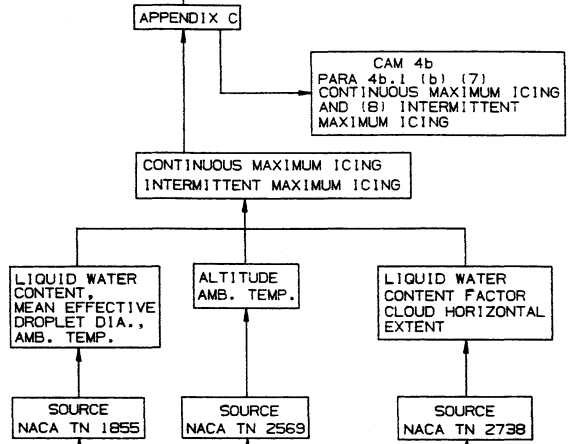 APPENDIX C
CAM 4b
PARA 4b.1 (b) (7)
CONTINUOUS MAXIMUM ICING
AND (8) INTERMITTENT
MAXIMUM ICING
CONTINUOUS MAXIMUM ICING
INTERMITTENT MAXIMUM ICING
LIQUID WATER
CONTENT,
MEAN EFFECTIVE
DROPLET DIA.,
AMB. TEMP.
ALTITUDE
AMB. TEMP.
LIQUID WATER
CONTENT FACTOR
CLOUD HORIZONTAL
EXTENT
SOURCE
NACA TN 1855
SOURCE
NACA TN 2569
SOURCE
NACA TN 2738